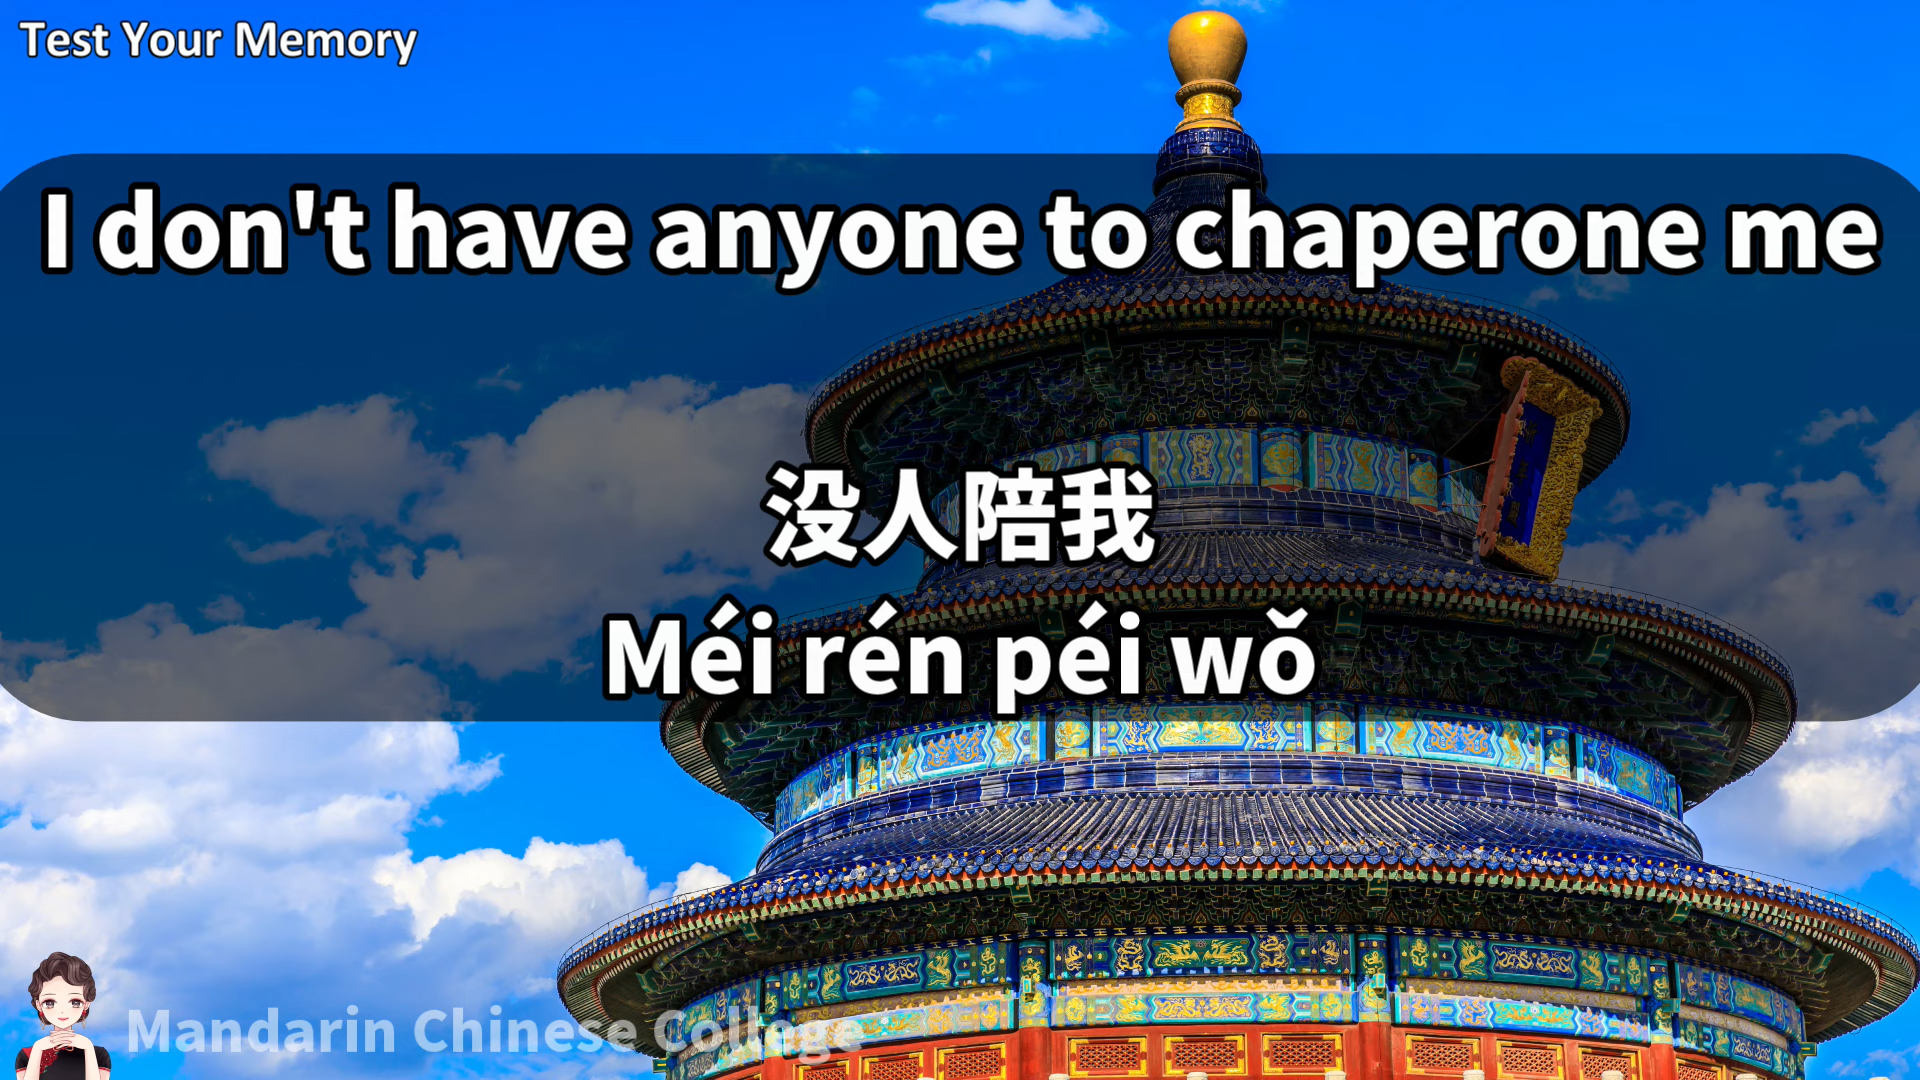 Test Your Memory
I don't have anyone to chaperone me
没人陪我
Méi rén péi wǒ
Mandarin Chinese College